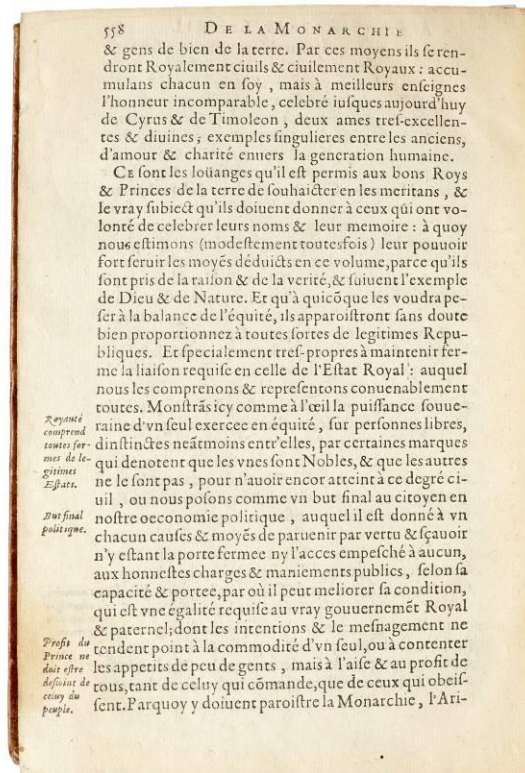 558 DE LA MONARCHIE
& gens de bien de la terre. Par ces moyens ils se ren-
dront Royalement ciuils & ciuilement Royaux : accu-
mulans chacun en soy , mais à meilleurs enseignes
l'honneur incomparable, celebré iusques aujourd'huy
de Cyrus & de Timoleon , deux ames tres-excellen-
tes & diuines ; exemples singulieres entre les anciens,
d'amour & charité enuers la generation humaine.
CE sont les loüanges qu'il est permis aux bons Roys
& Princes de la terre de souhaicter en les meritans , &
le vray subiect qu'ils doiuent donner à ceux qui ont vo-
lonté de celebrer leurs noms & leur memoire : à quoy
nous estimons (modestement toutesfois) leur pouuoir
fort seruir les moyẽs déduicts en ce volume, parce qu'ils
sont pris de la raison & de la verité, & suiuent l'exemple
de Dieu & de Nature. Et qu'à quicõque les voudra pe-
ser à la balance de l'équité, ils apparoistront sans doute
bien proportionnez à toutes sortes de legitimes Repu-
bliques. Et specialement tres-propres à maintenir fer-
me la liaison requise en celle de l'Estat Royal : auquel
nous les comprenons & representons conuenablement
toutes. Monstrãs icy comme à l'œil la puissance souue-
raine d'vn seul exercee en équité , sur personnes libres,
distinctes neãtmoins entr'elles, par certaines marques
qui denotent que les vnes sont Nobles, & que les autres
ne le sont pas , pour n'auoir encor atteint à ce degré ci-
uil , ou nous posons comme vn but final au citoyen en
nostre oeconomie politique , auquel il est donné à vn
chacun causes & moyẽs de paruenir par vertu & sçauoir
n'y estant la porte fermee ny l'acces empesché à aucun,
aux honnestes charges & maniements publics , selon sa
capacité & portee, par où il peut meliorer sa condition,
qui est vne égalité requise au vray gouuernemẽt Royal
& paternel; dont les intentions & le mesnagement ne
tendent point à la commodité d'vn seul, ou à contenter
les appetits de peu de gents , mais à l'aise & au profit de
tous, tant de celuy qui cõmande, que de ceux qui obeis-
sent. Parquoy y doiuent paroistre la Monarchie, l'Ari-
Royauté
comprend
toutes for-
mes de le-
gitimes
Estats.
But final
politique.
Profit du
Prince ne
doit estre
desioint de
celuy du
peuple.